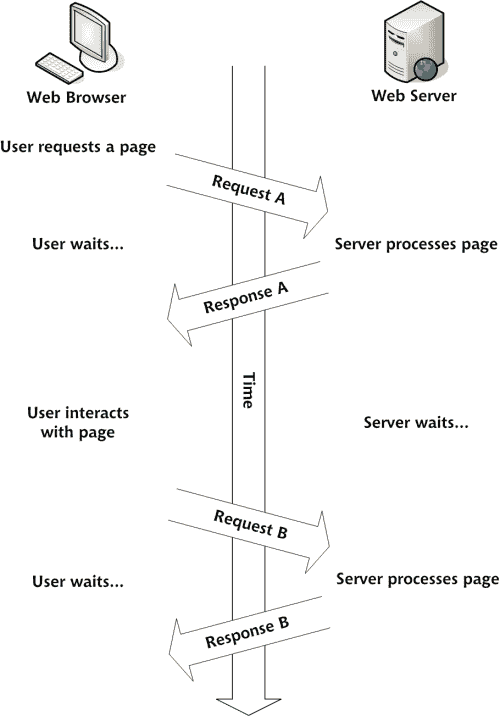 Web Browser
Web Server
User requests a page
Request A
User waits...
Server processes page
Response A
Time
User interacts
with page
Server waits...
Request B
User waits...
Server processes page
Response B